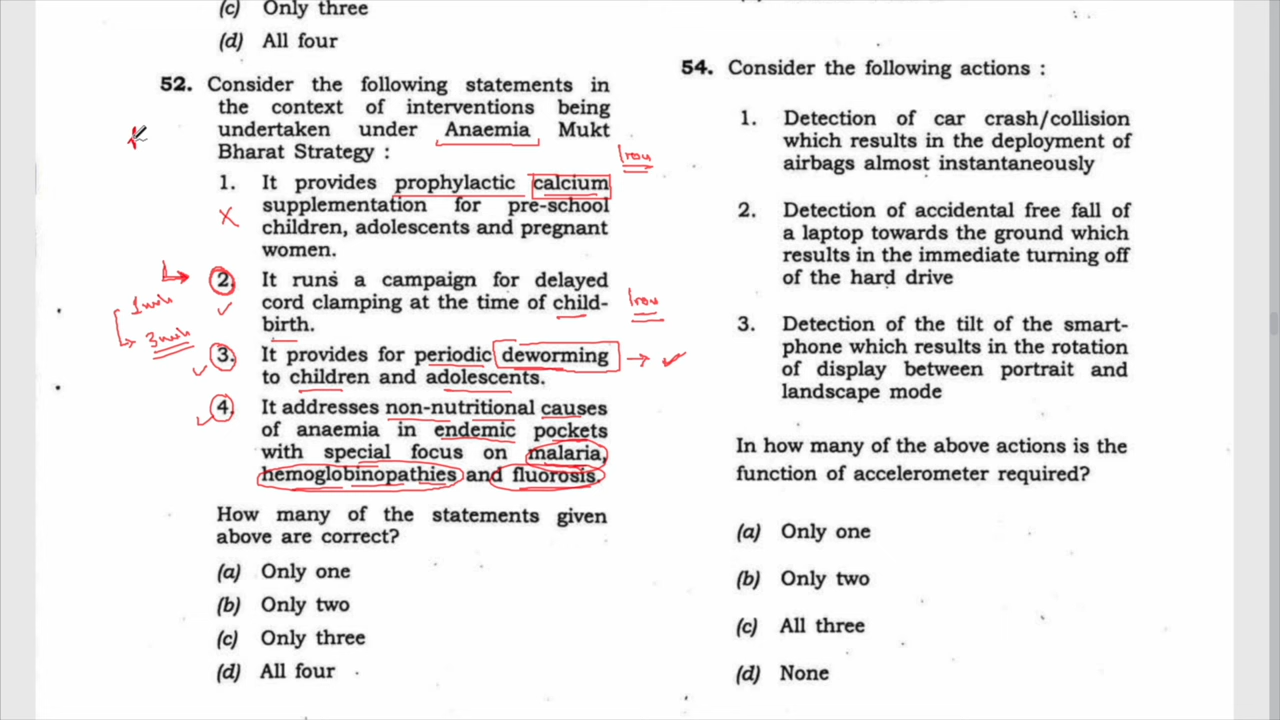 (c) Only three
(d) All four
52. Consider the following statements in
the context of interventions being
undertaken under Anaemia Mukt
Bharat Strategy :
Iron
1. It provides prophylactic calcium
supplementation for pre-school
children, adolescents and pregnant
women.
2. It runs a campaign for delayed
cord clamping at the time of child-
birth.
Iron
3. It provides for periodic deworming
to children and adolescents.
4. It addresses non-nutritional causes
of anaemia in endemic pockets
with special focus on malaria,
hemoglobinopathies and fluorosis.
How many of the statements given
above are correct?
(a) Only one
(b) Only two
(c) Only three
(d) All four
54. Consider the following actions :
1. Detection of car crash/collision
which results in the deployment of
airbags almost instantaneously
2. Detection of accidental free fall of
a laptop towards the ground which
results in the immediate turning off
of the hard drive
3. Detection of the tilt of the smart-
phone which results in the rotation
of display between portrait and
landscape mode
In how many of the above actions is the
function of accelerometer required?
(a) Only one
(b) Only two
(c) All three
(d) None